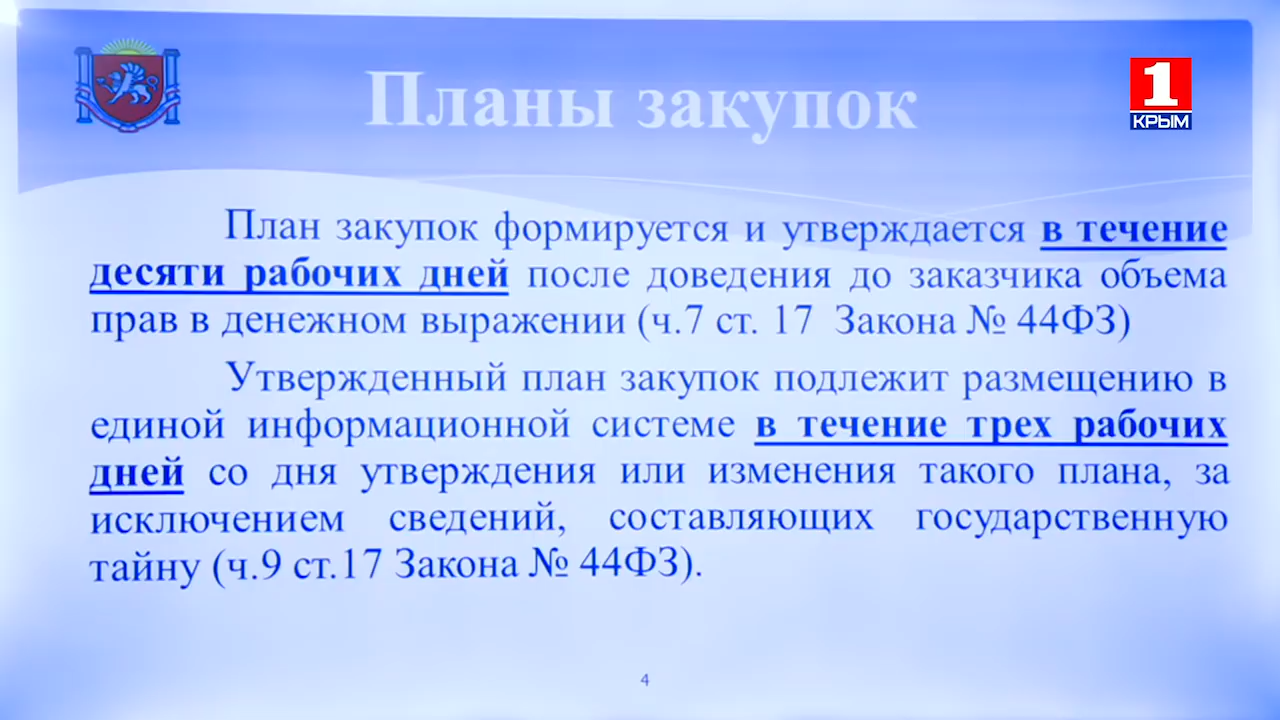 Планы закупок
1
КРЫМ
План закупок формируется и утверждается в течение
десяти рабочих дней после доведения до заказчика объема
прав в денежном выражении (ч.7 ст. 17 Закона № 44ФЗ)
Утвержденный план закупок подлежит размещению в
единой информационной системе в течение трех рабочих
дней со дня утверждения или изменения такого плана, за
исключением сведений, составляющих государственную
тайну (ч.9 ст.17 Закона № 44ФЗ).
4